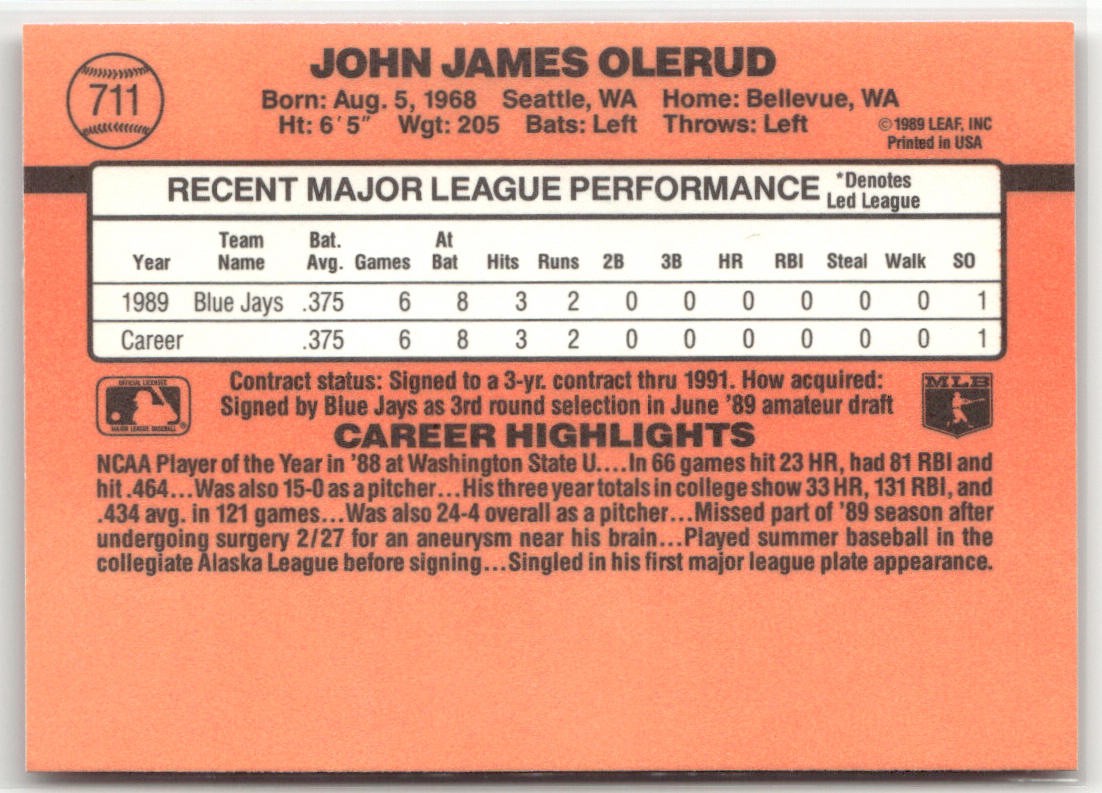 711
JOHN JAMES OLERUD
Born: Aug. 5, 1968 Seattle, WA Home: Bellevue, WA
Ht: 6' 5" Wgt: 205 Bats: Left Throws: Left
©1989 LEAF, INC
Printed in USA
RECENT MAJOR LEAGUE PERFORMANCE *Denotes
Led League
Year Team Name Bat. Avg. Games At Bat Hits Runs 2B 3B HR RBI Steal Walk SO
1989 Blue Jays .375 6 8 3 2 0 0 0 0 0 0 1
Career .375 6 8 3 2 0 0 0 0 0 0 1
OFFICIAL LICENSEE
MAJOR LEAGUE BASEBALL ®
Contract status: Signed to a 3-yr. contract thru 1991. How acquired:
Signed by Blue Jays as 3rd round selection in June '89 amateur draft
MLB
CAREER HIGHLIGHTS
NCAA Player of the Year in '88 at Washington State U....In 66 games hit 23 HR, had 81 RBI and
hit .464...Was also 15-0 as a pitcher...His three year totals in college show 33 HR, 131 RBI, and
.434 avg. in 121 games...Was also 24-4 overall as a pitcher...Missed part of '89 season after
undergoing surgery 2/27 for an aneurysm near his brain...Played summer baseball in the
collegiate Alaska League before signing...Singled in his first major league plate appearance.